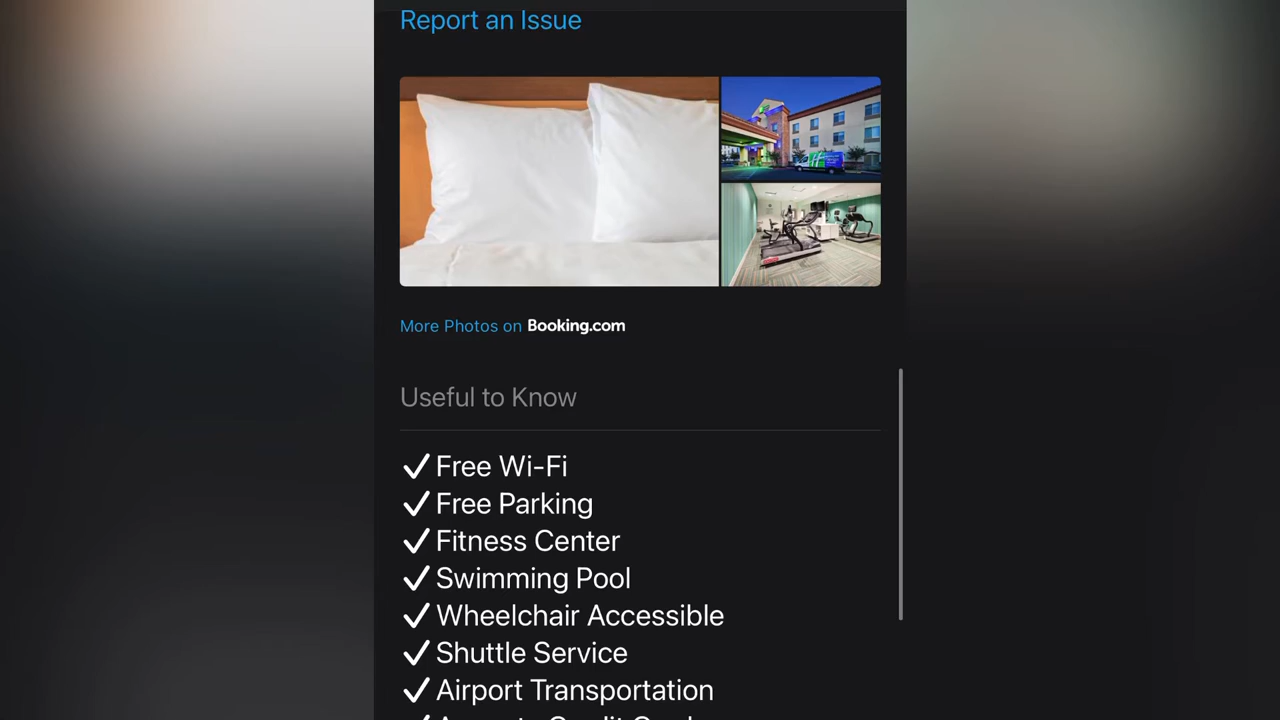 Report an Issue
More Photos on Booking.com
Useful to Know
✓ Free Wi-Fi
✓ Free Parking
✓ Fitness Center
✓ Swimming Pool
✓ Wheelchair Accessible
✓ Shuttle Service
✓ Airport Transportation